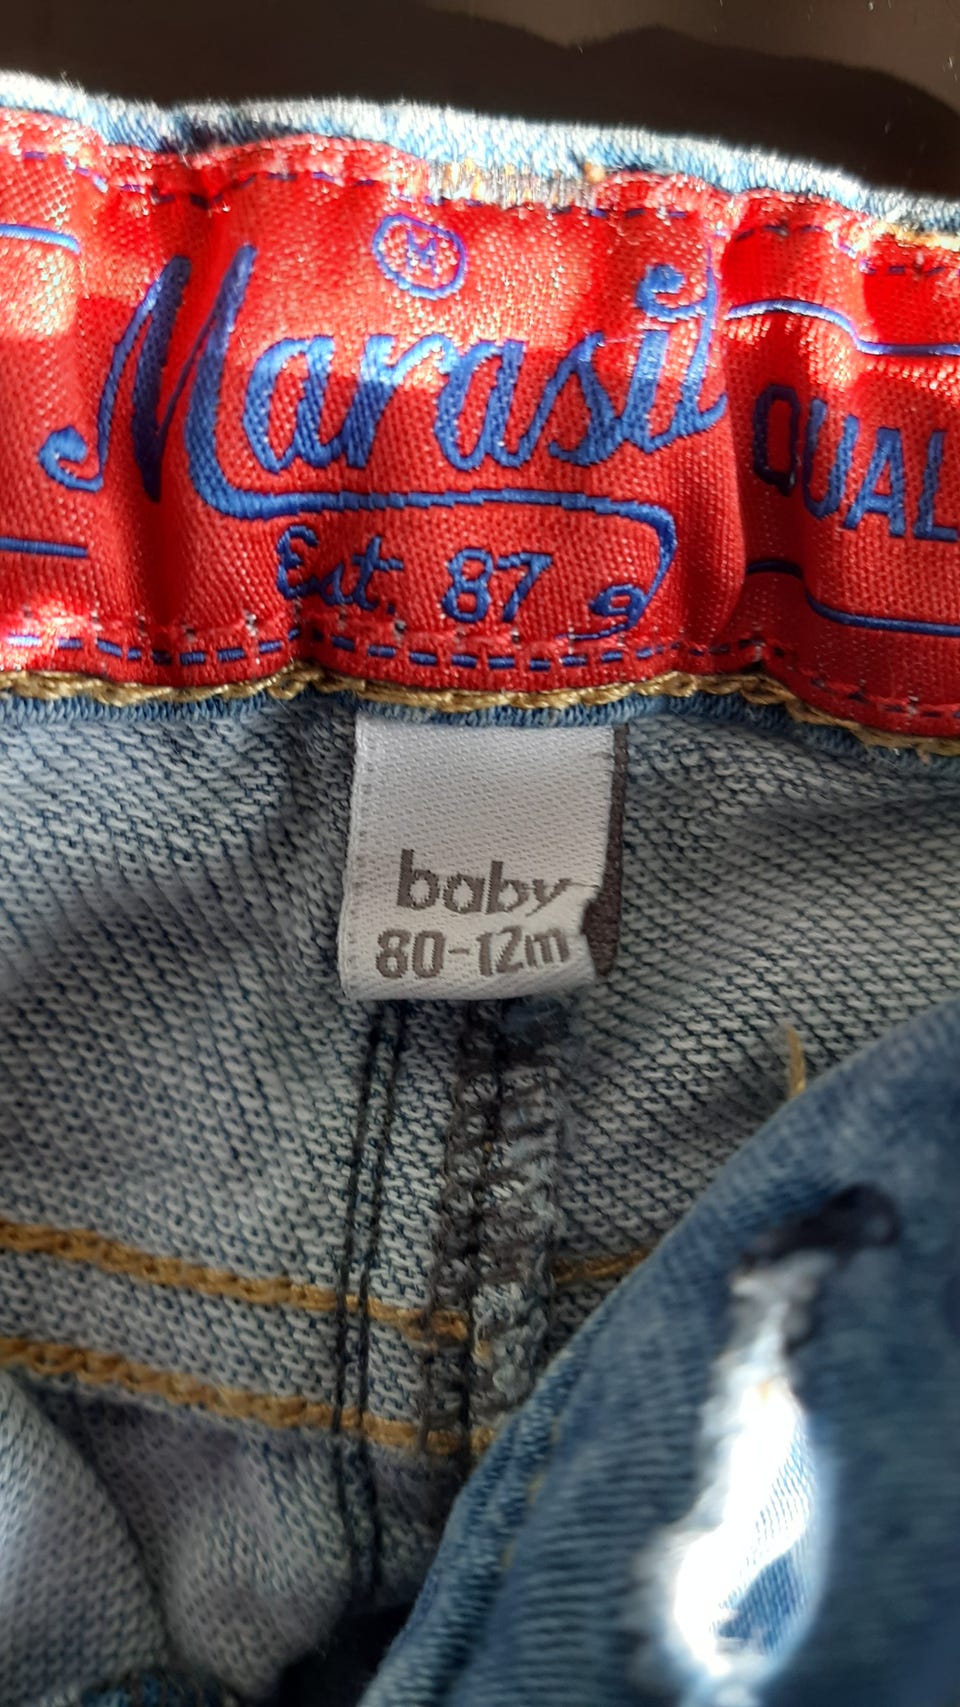 M
Marasil
QUAL
Est. 87
baby
80-12m